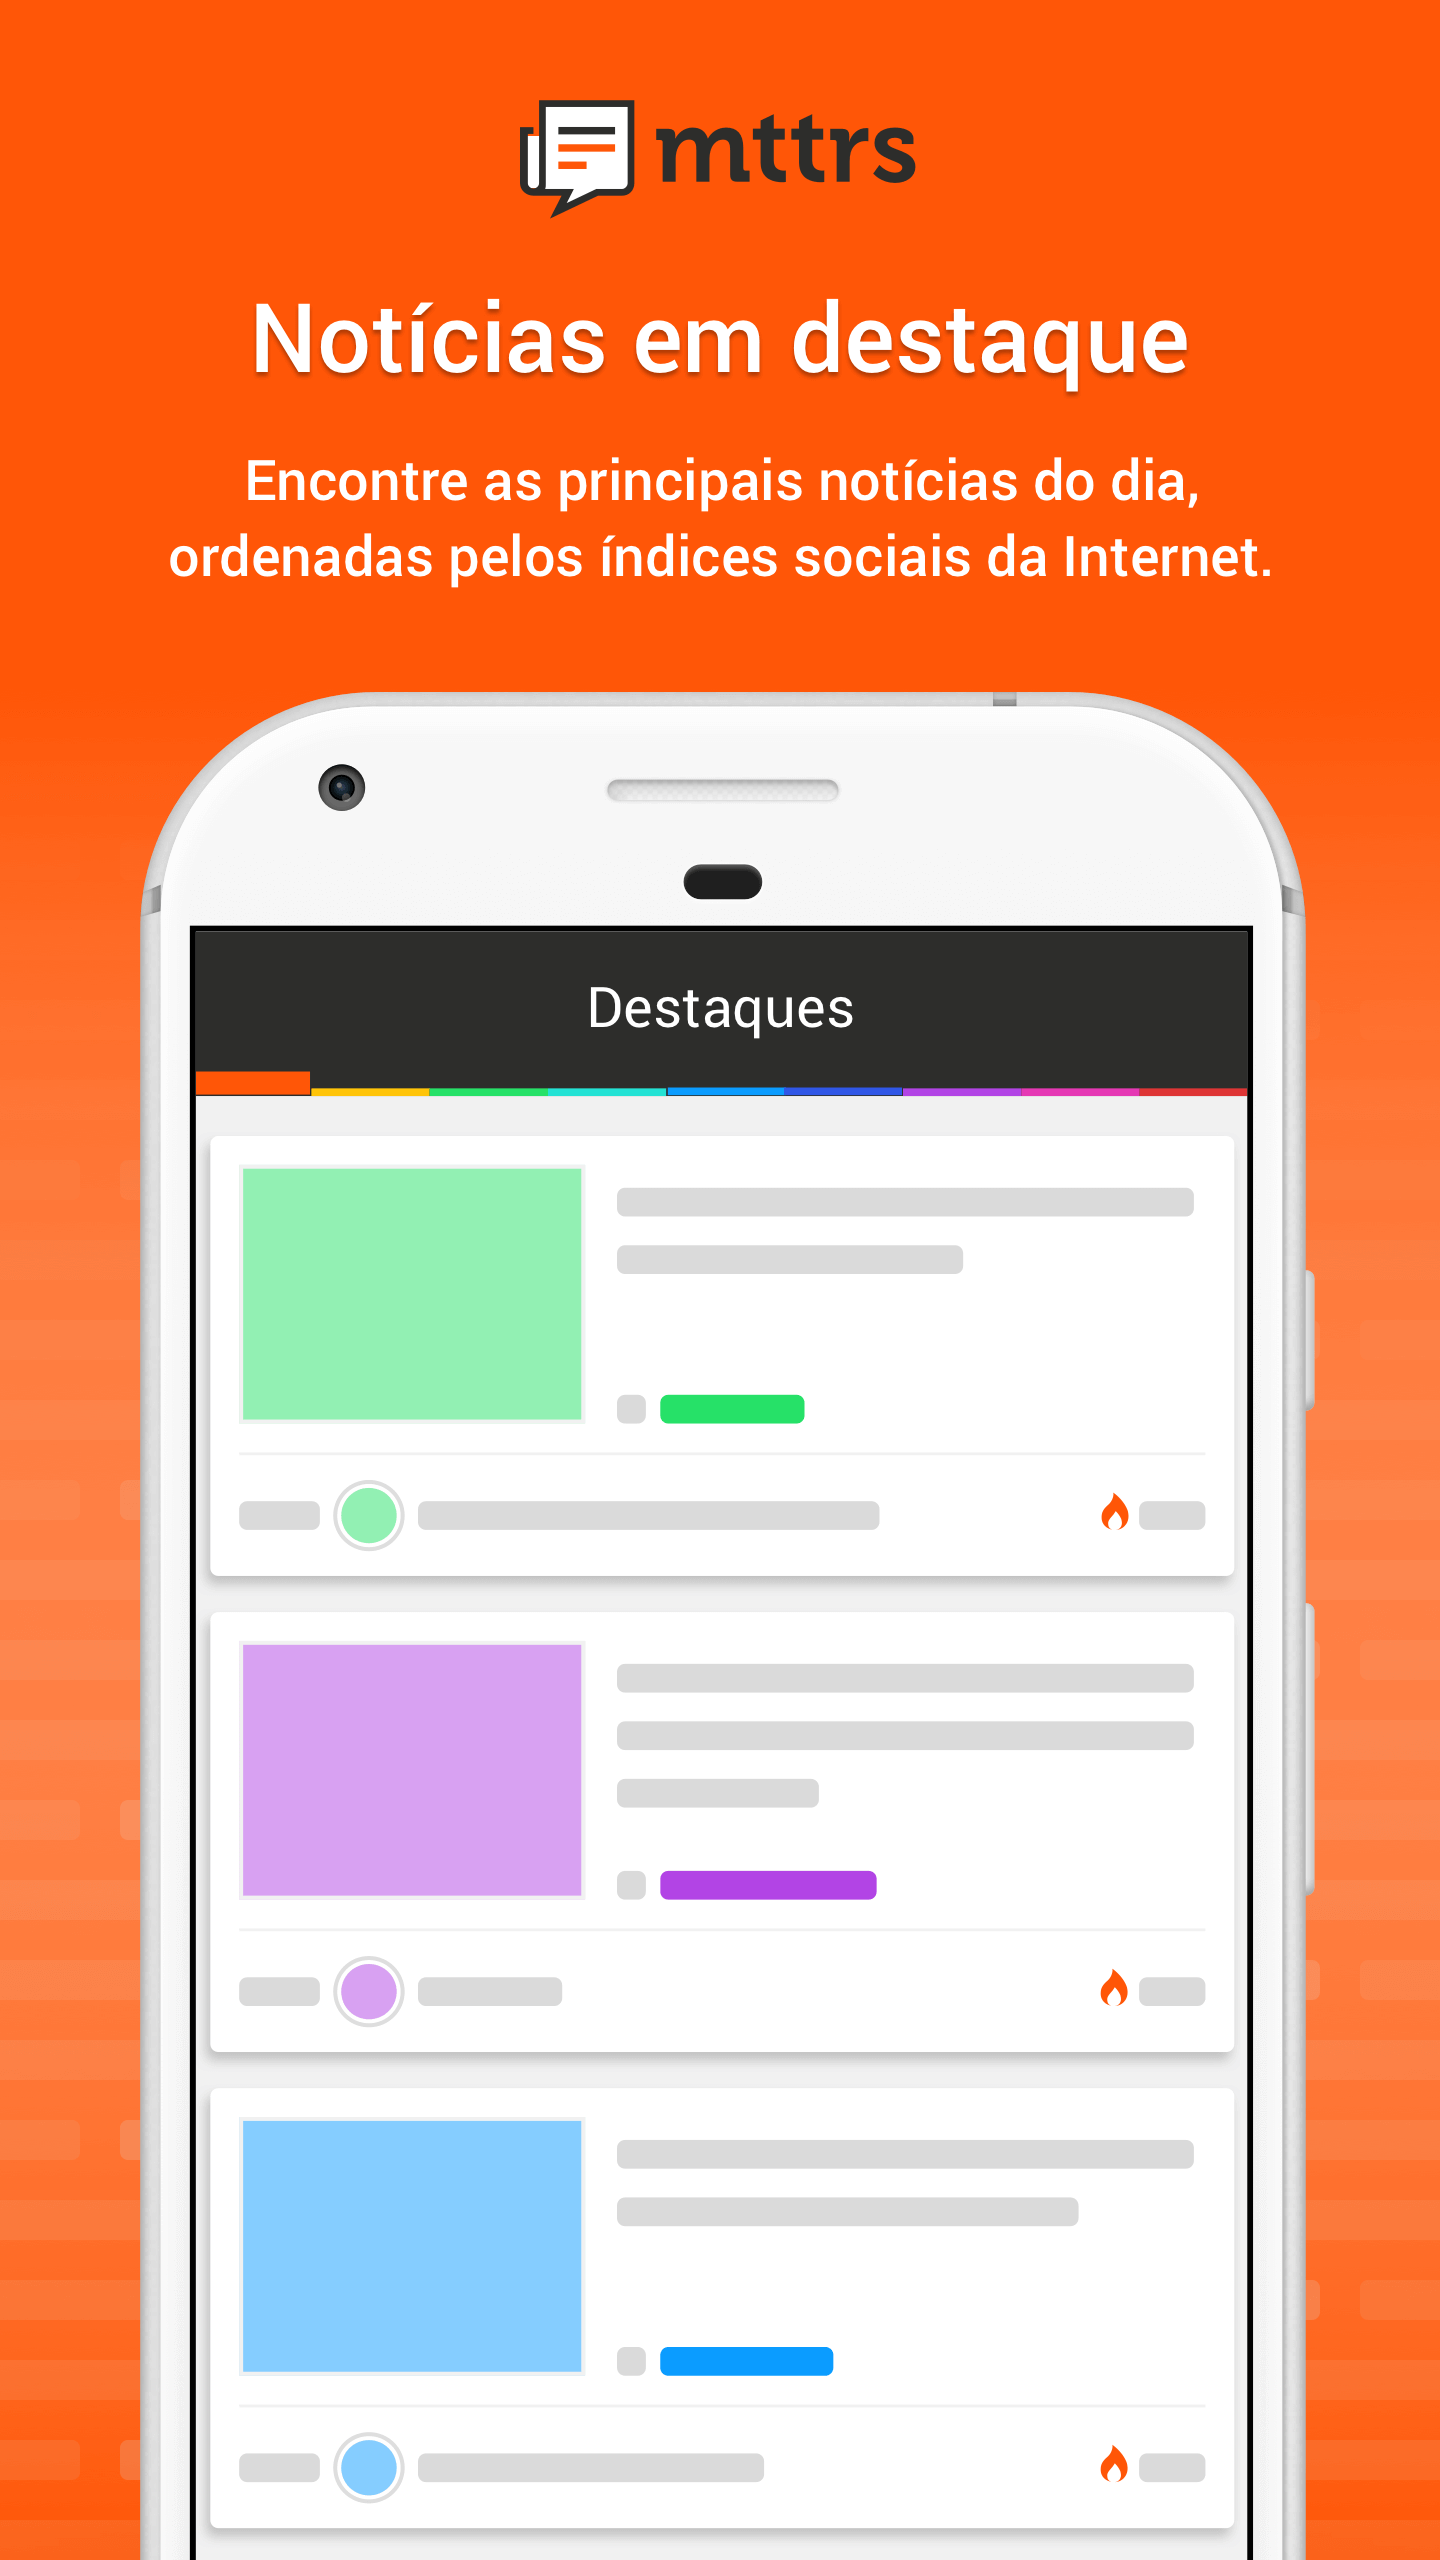 mttrs
Notícias em destaque
Encontre as principais notícias do dia,
ordenadas pelos índices sociais da Internet.
Destaques